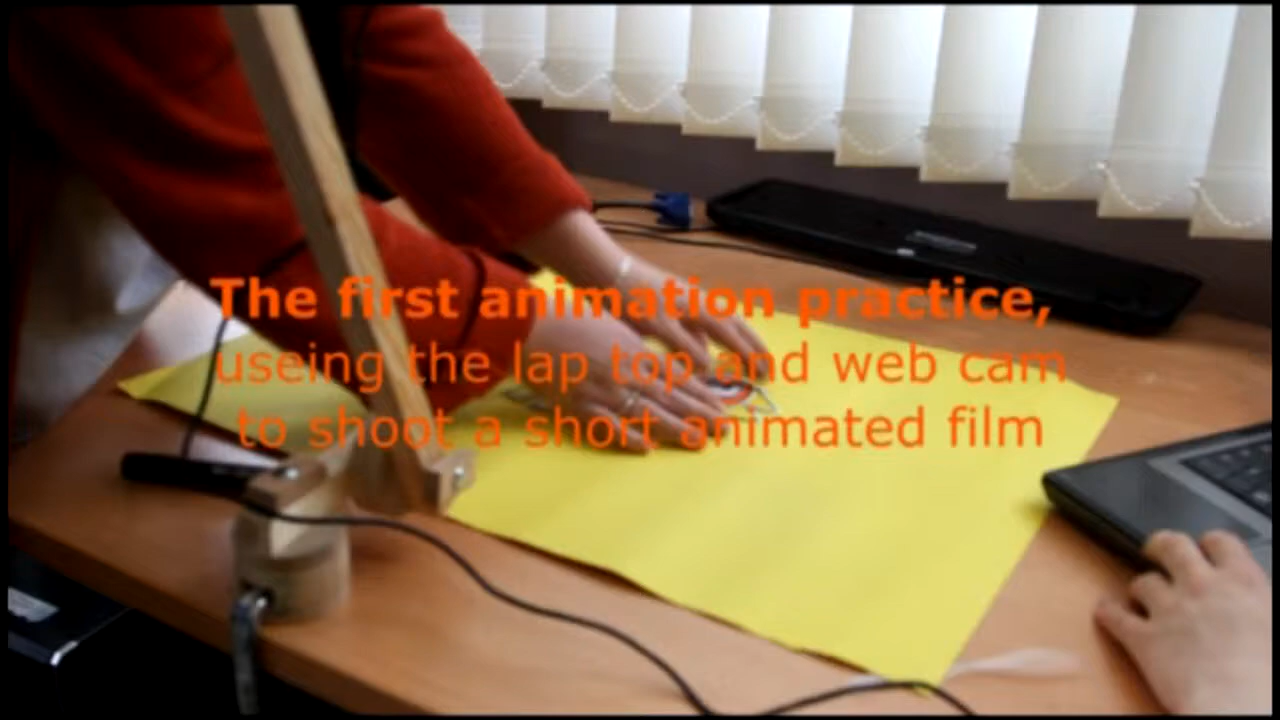 The first animation practice,
useing the lap top and web cam
to shoot a short animated film